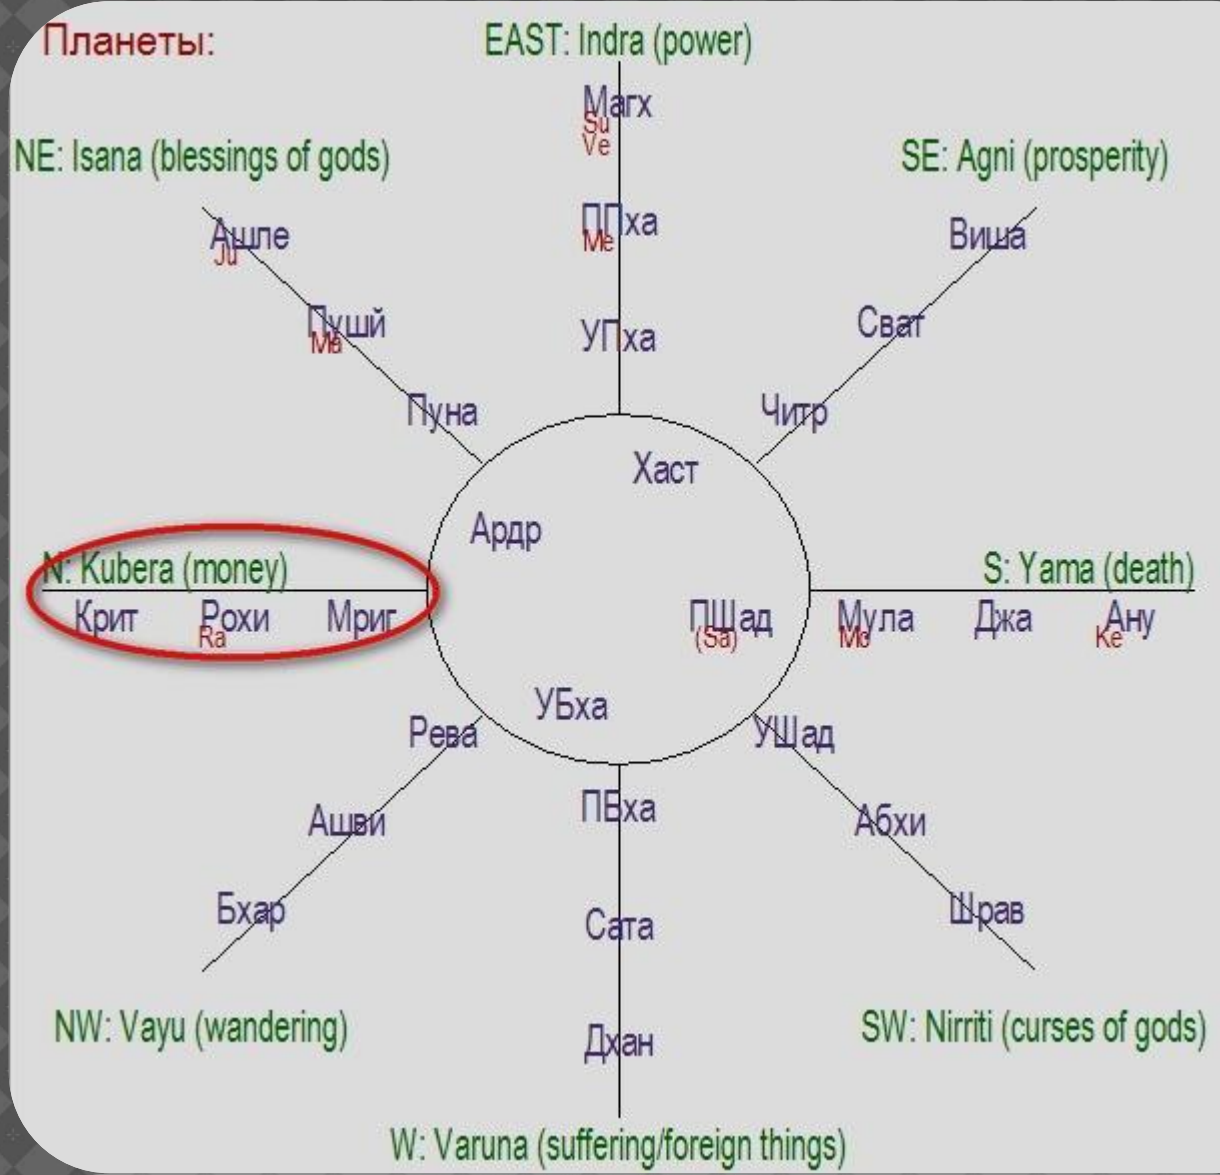 Планеты:
EAST: Indra (power)
Магх
Su
Ve
NE: Isana (blessings of gods)
SE: Agni (prosperity)
ППха
Me
Ашле
Ju
Виша
Пушй
Ma
Сват
УПха
Пуна
Читр
Хаст
Ардр
N: Kubera (money)
S: Yama (death)
Крит Рохи Мриг
Ra
ПШад
(Sa)
Мула Джа Ану
Mo Ke
УБха
Рева
УШад
ПБха
Ашви
Абхи
Бхар
Шрав
Сата
NW: Vayu (wandering)
SW: Nirriti (curses of gods)
Дхан
W: Varuna (suffering/foreign things)